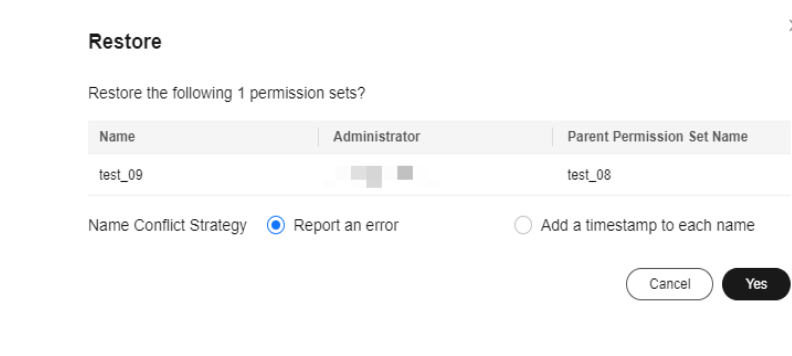 Restore
Restore the following 1 permission sets?
Name Administrator Parent Permission Set Name
test_09 test_08
Name Conflict Strategy Report an error Add a timestamp to each name
Cancel Yes